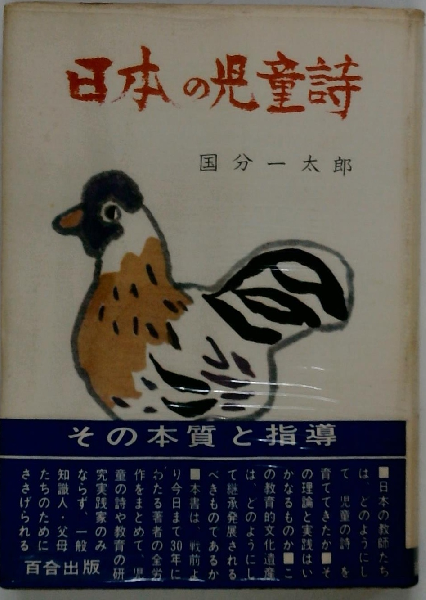 日本の児童詩
国分一太郎
その本質と指導
■日本の教師たち
は、どのようにし
て 児童の詩 を
育ててきたか■そ
の理論と実践はい
かなるものか■こ
の教育的文化遺産
は、どのようにし
て継承発展される
べきものであるか
■本書は、戦前よ
り今日まで30年に
わたる著者の全労
作をまとめて、児
童の詩や教育の研
究実践家のみ
ならず、一般
知識人・父母
たちのために
ささげられる
百合出版